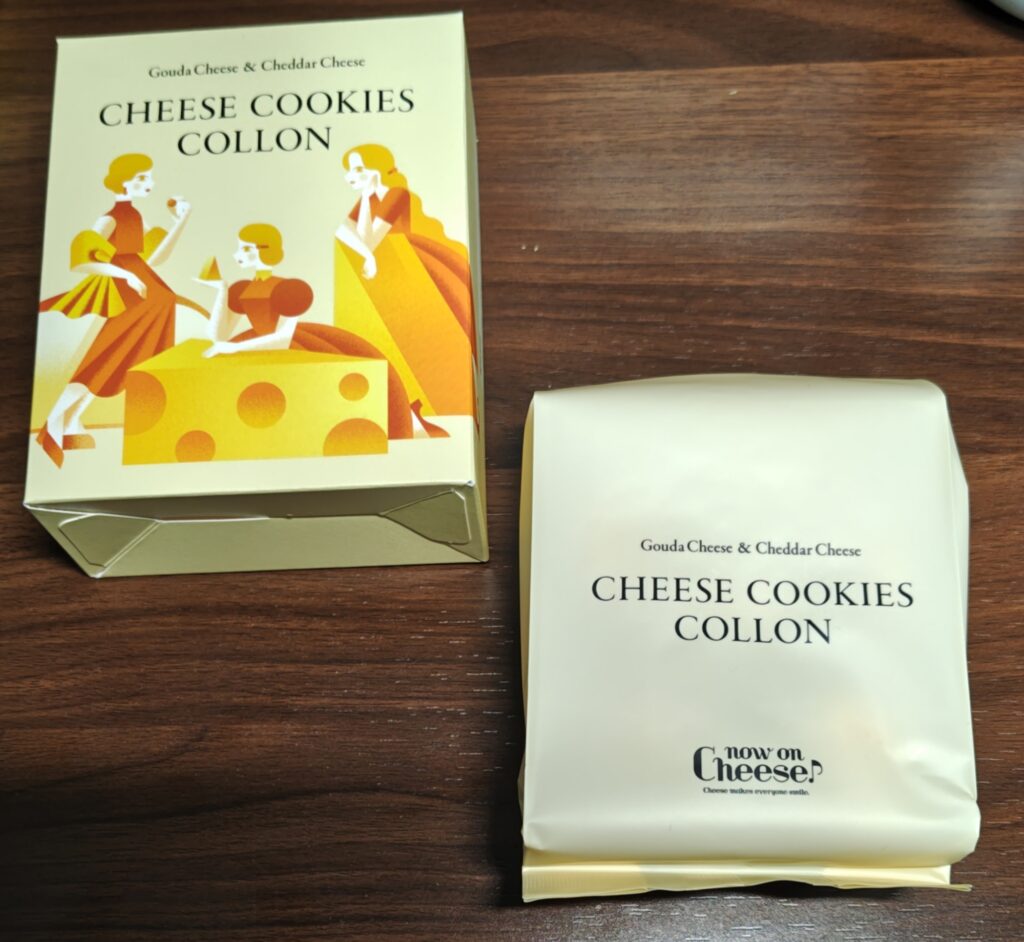 Gouda Cheese & Cheddar Cheese
CHEESE COOKIES
COLLON
Gouda Cheese & Cheddar Cheese
CHEESE COOKIES
COLLON
now on
Cheese♪
Cheese makes everyone smile.